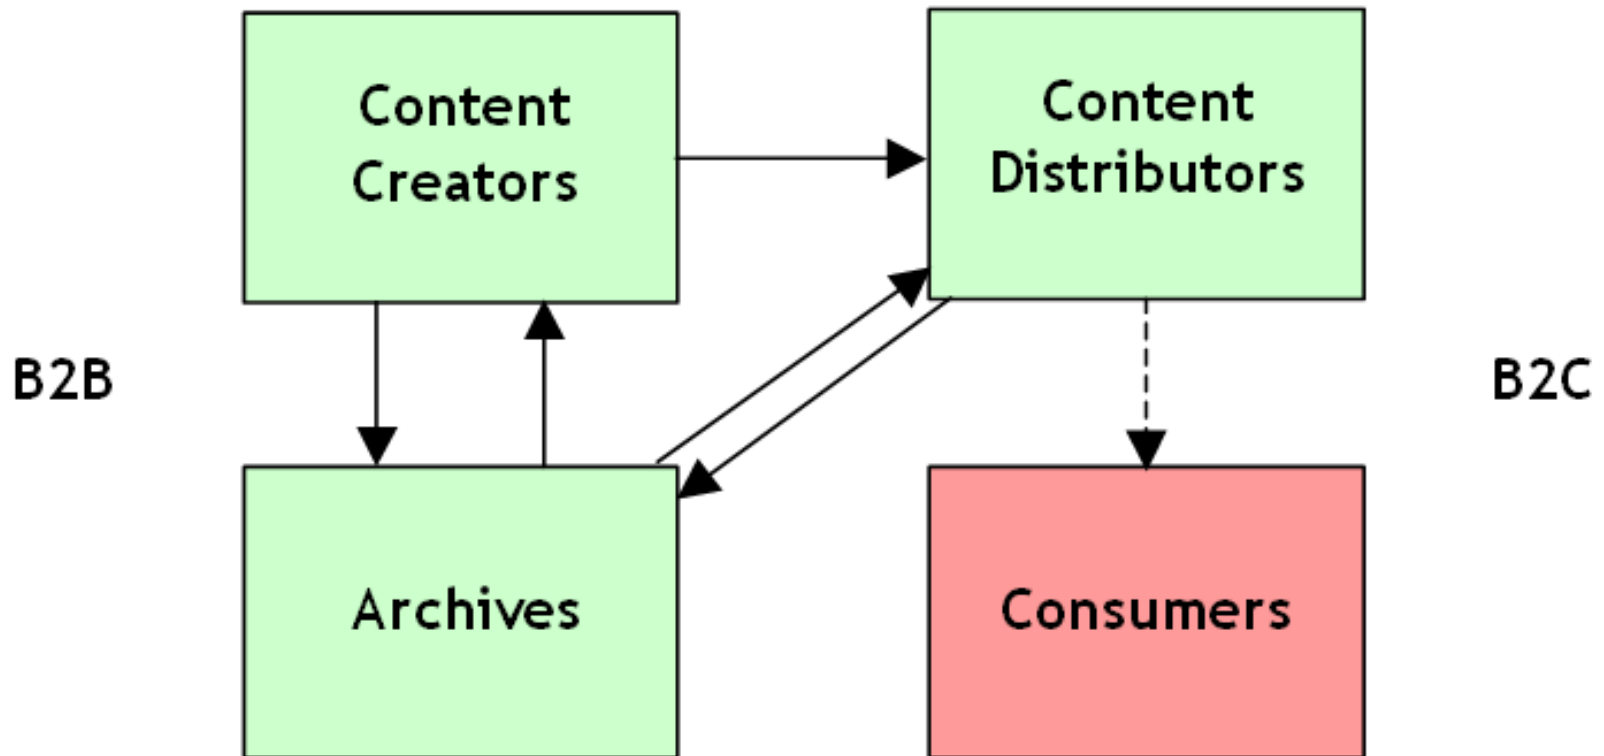 Content
Creators
Content
Distributors
B2B
B2C
Archives
Consumers